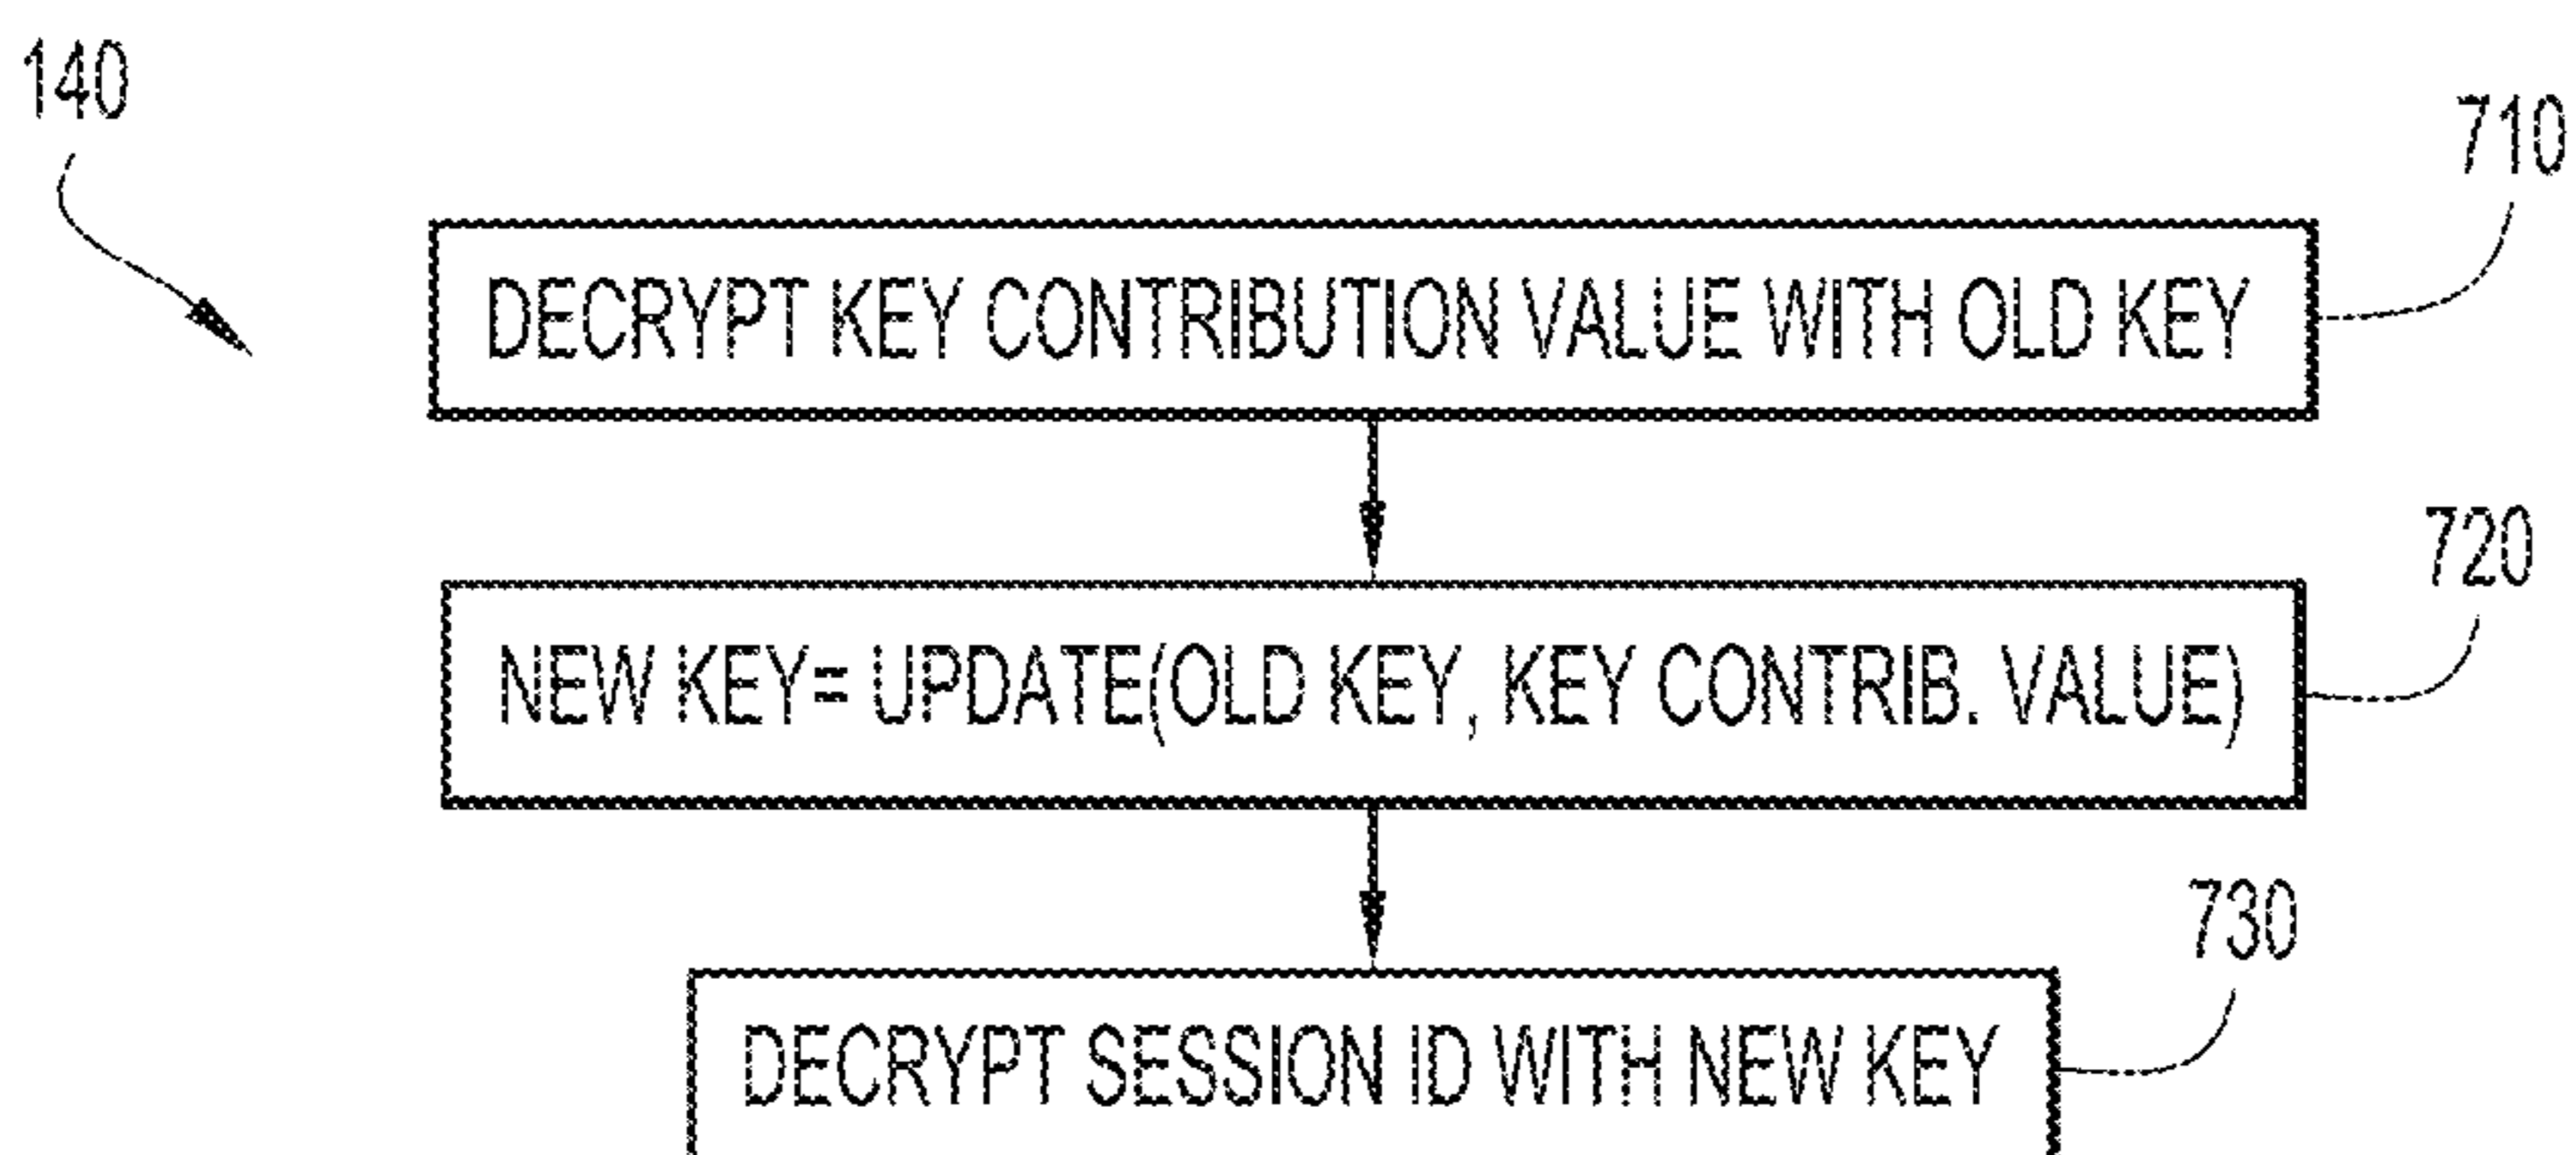 140
710
DECRYPT KEY CONTRIBUTION VALUE WITH OLD KEY
720
NEW KEY= UPDATE(OLD KEY, KEY CONTRIB. VALUE)
730
DECRYPT SESSION ID WITH NEW KEY